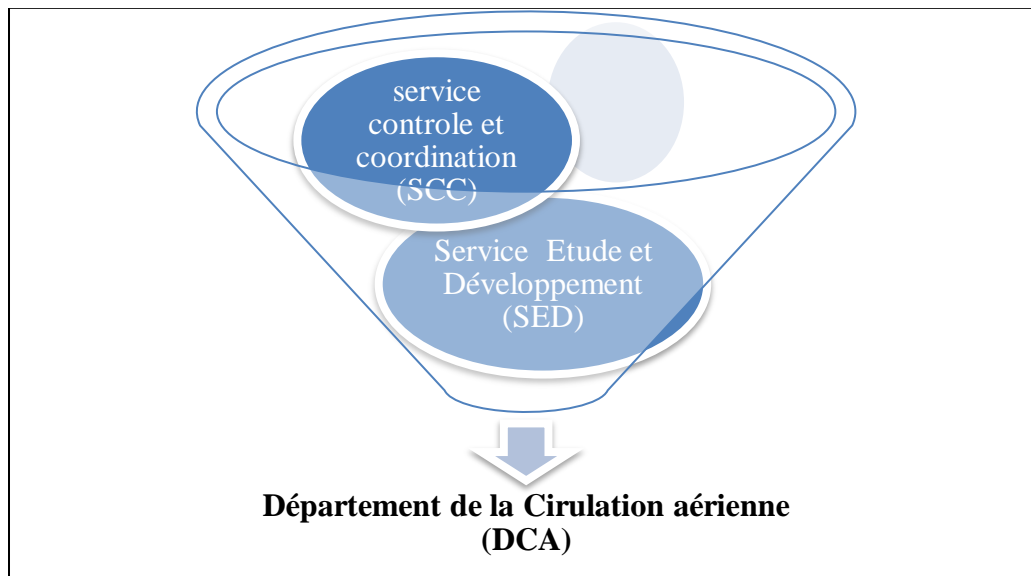 service
controle et
coordination
(SCC)
Service Etude et
Développement
(SED)
Département de la Cirulation aérienne
(DCA)